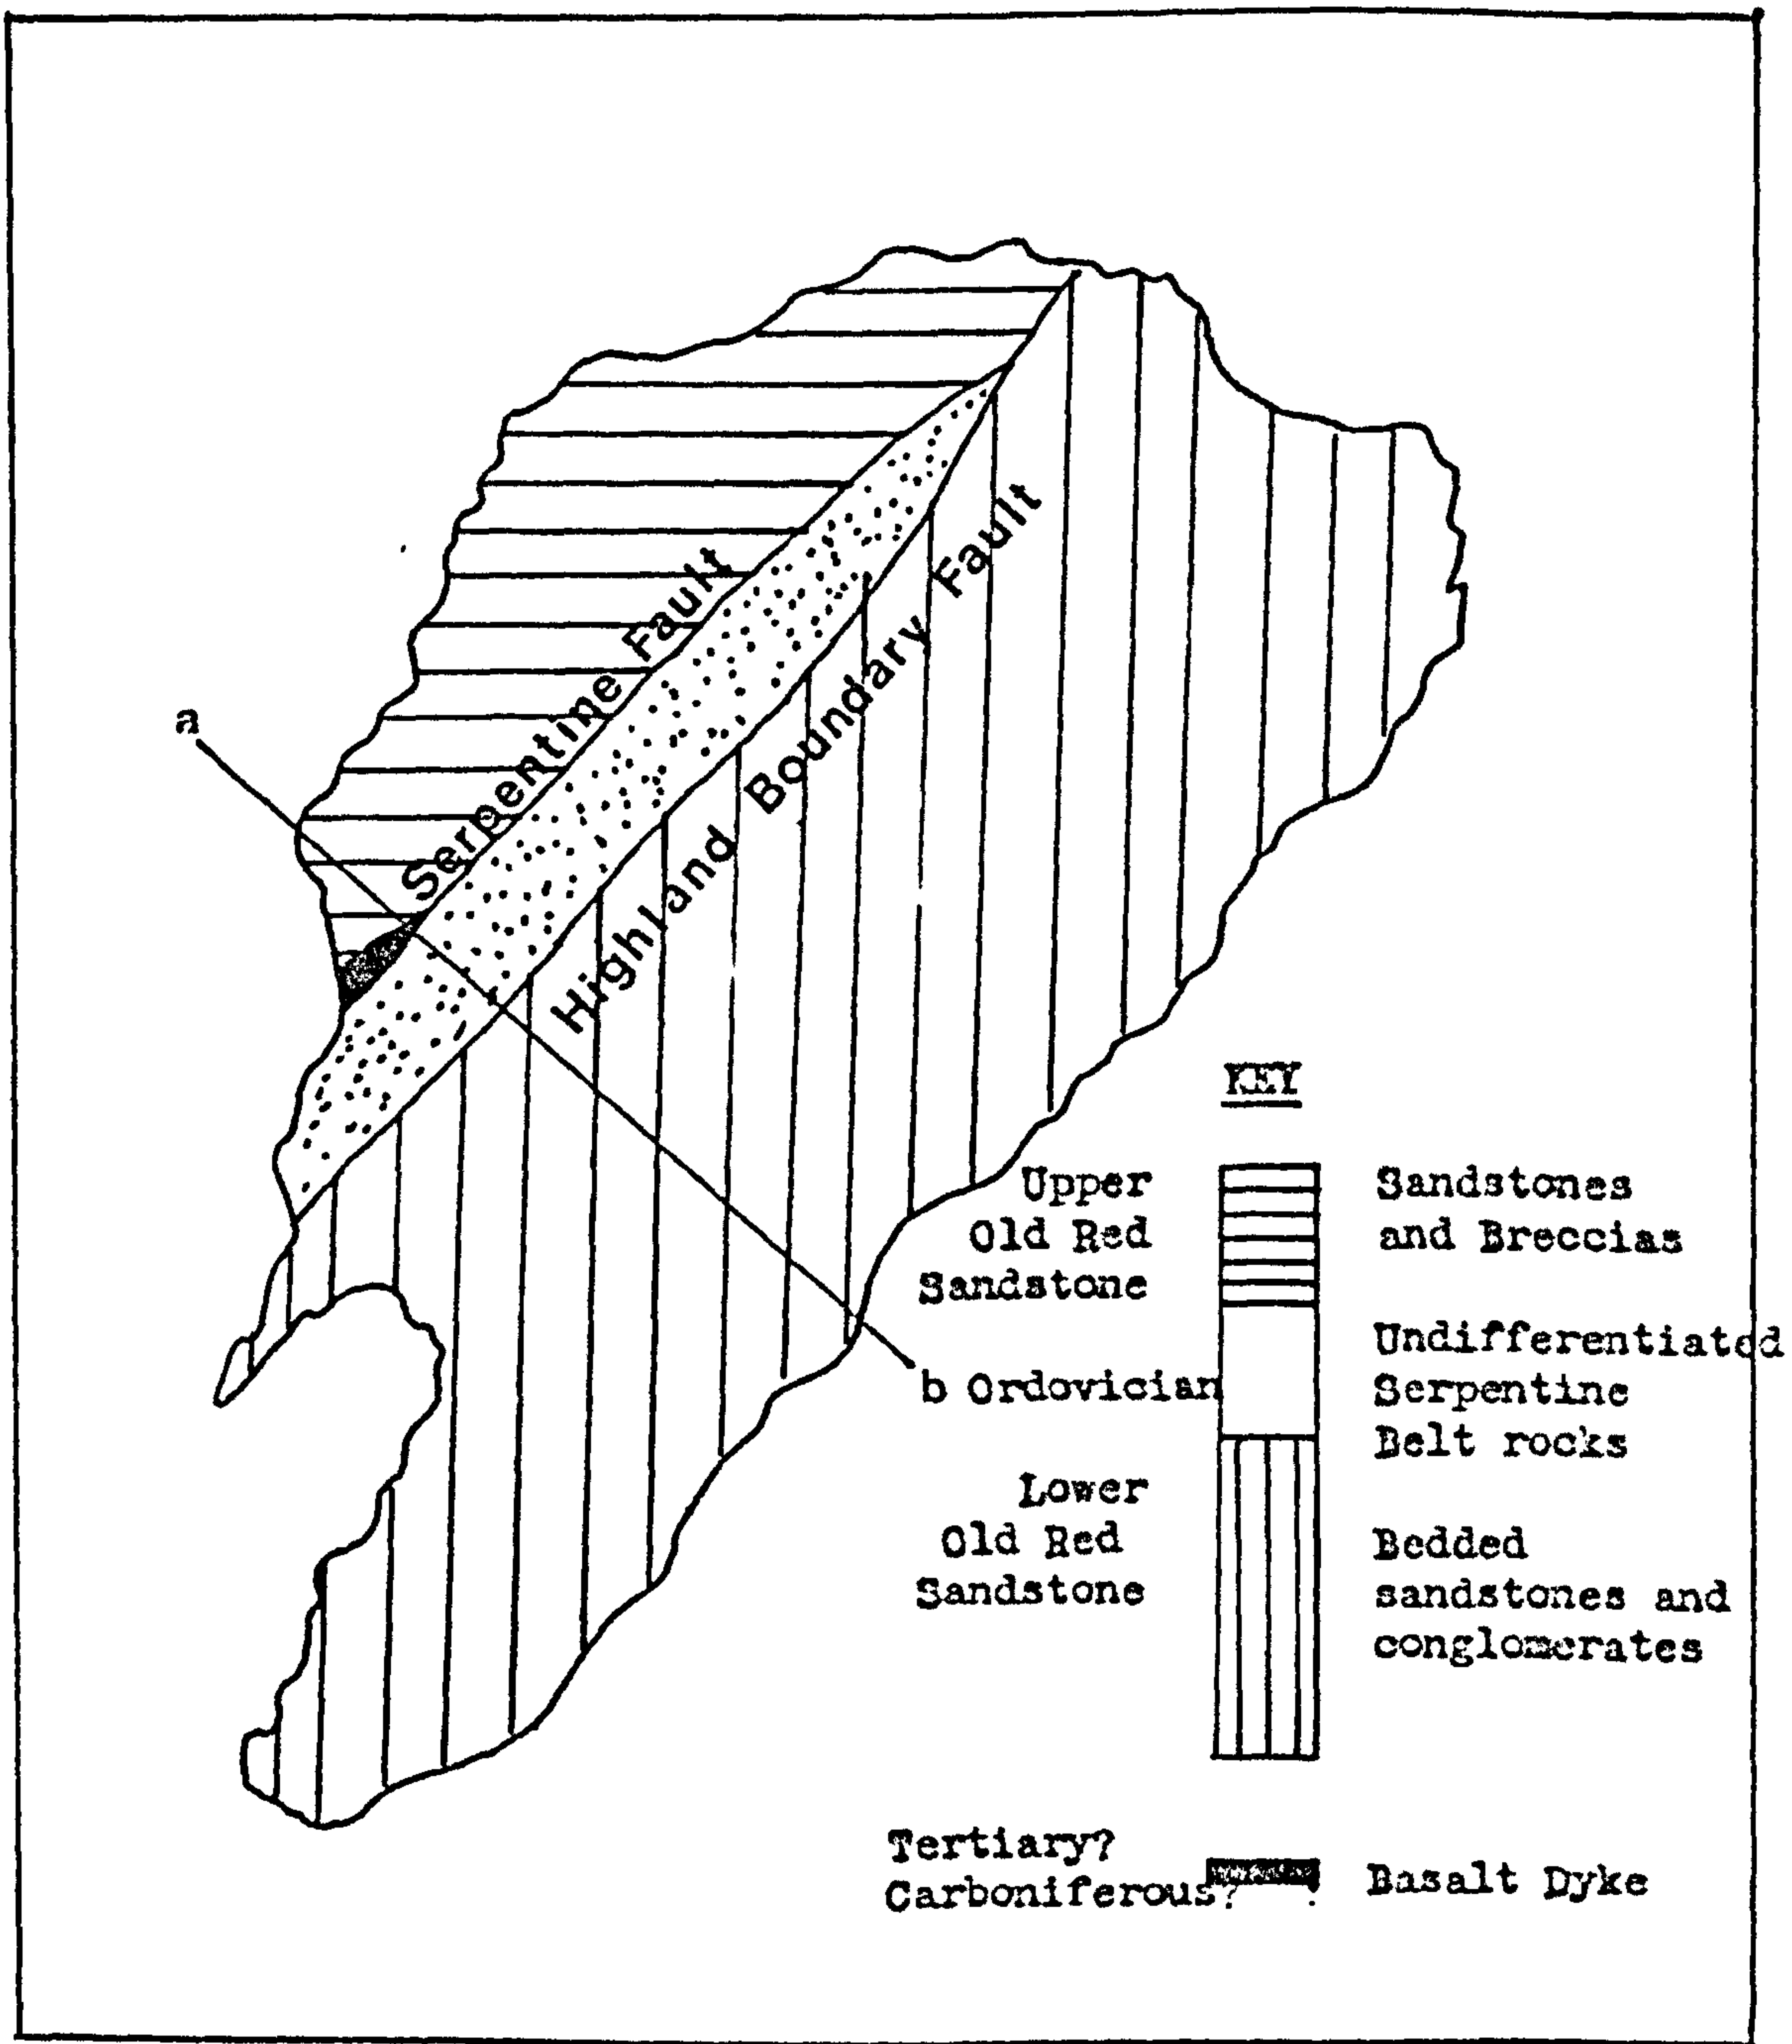 a
Serpentine Fault
Highland Boundary Fault
b
KEY
Upper
Old Red
Sandstone
Sandstones
and Breccias
Ordovician
Undifferentiated
Serpentine
Belt rocks
Lower
Old Red
Sandstone
Bedded
sandstones and
conglomerates
Tertiary?
Carboniferous?
Basalt Dyke